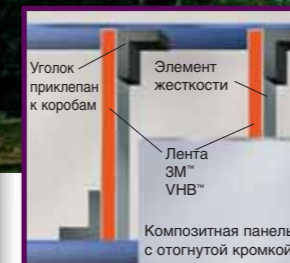 Уголок
приклепан
к коробам
Элемент
жесткости
Лента
3M™
VHB™
Композитная панель
с отогнутой кромкой